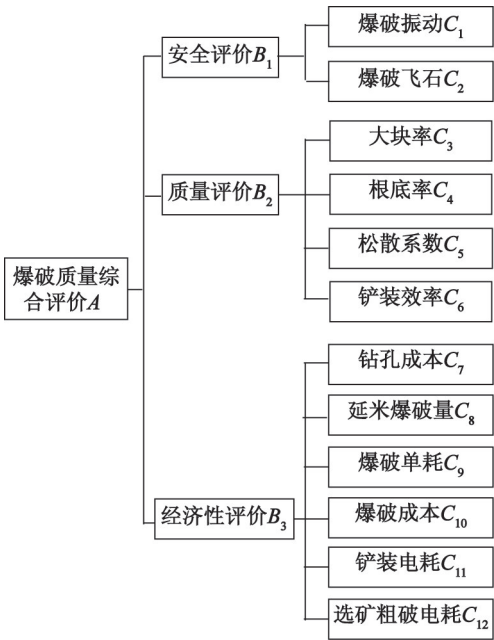 爆破质量综
合评价A
安全评价B1
爆破振动C1
爆破飞石C2
质量评价B2
大块率C3
根底率C4
松散系数C5
铲装效率C6
经济性评价B3
钻孔成本C7
延米爆破量C8
爆破单耗C9
爆破成本C10
铲装电耗C11
选矿粗破电耗C12